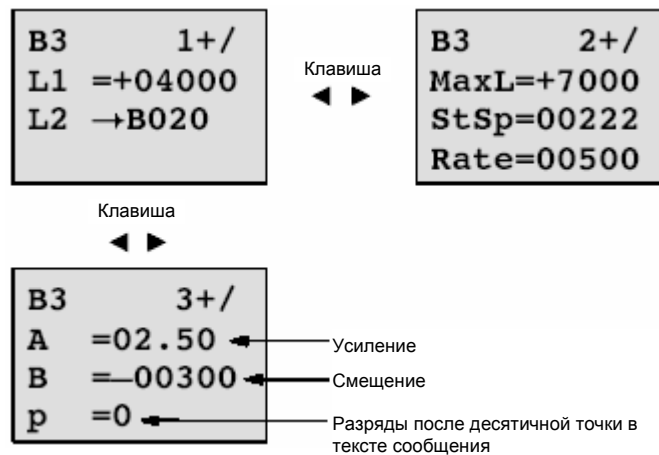 B3 1+/
L1 =+04000
L2 →B020
Клавиша
◄ ►
B3 2+/
MaxL=+7000
StSp=00222
Rate=00500
Клавиша
◄ ►
B3 3+/
A =02.50
B =–00300
p =0
Усиление
Смещение
Разряды после десятичной точки в
тексте сообщения